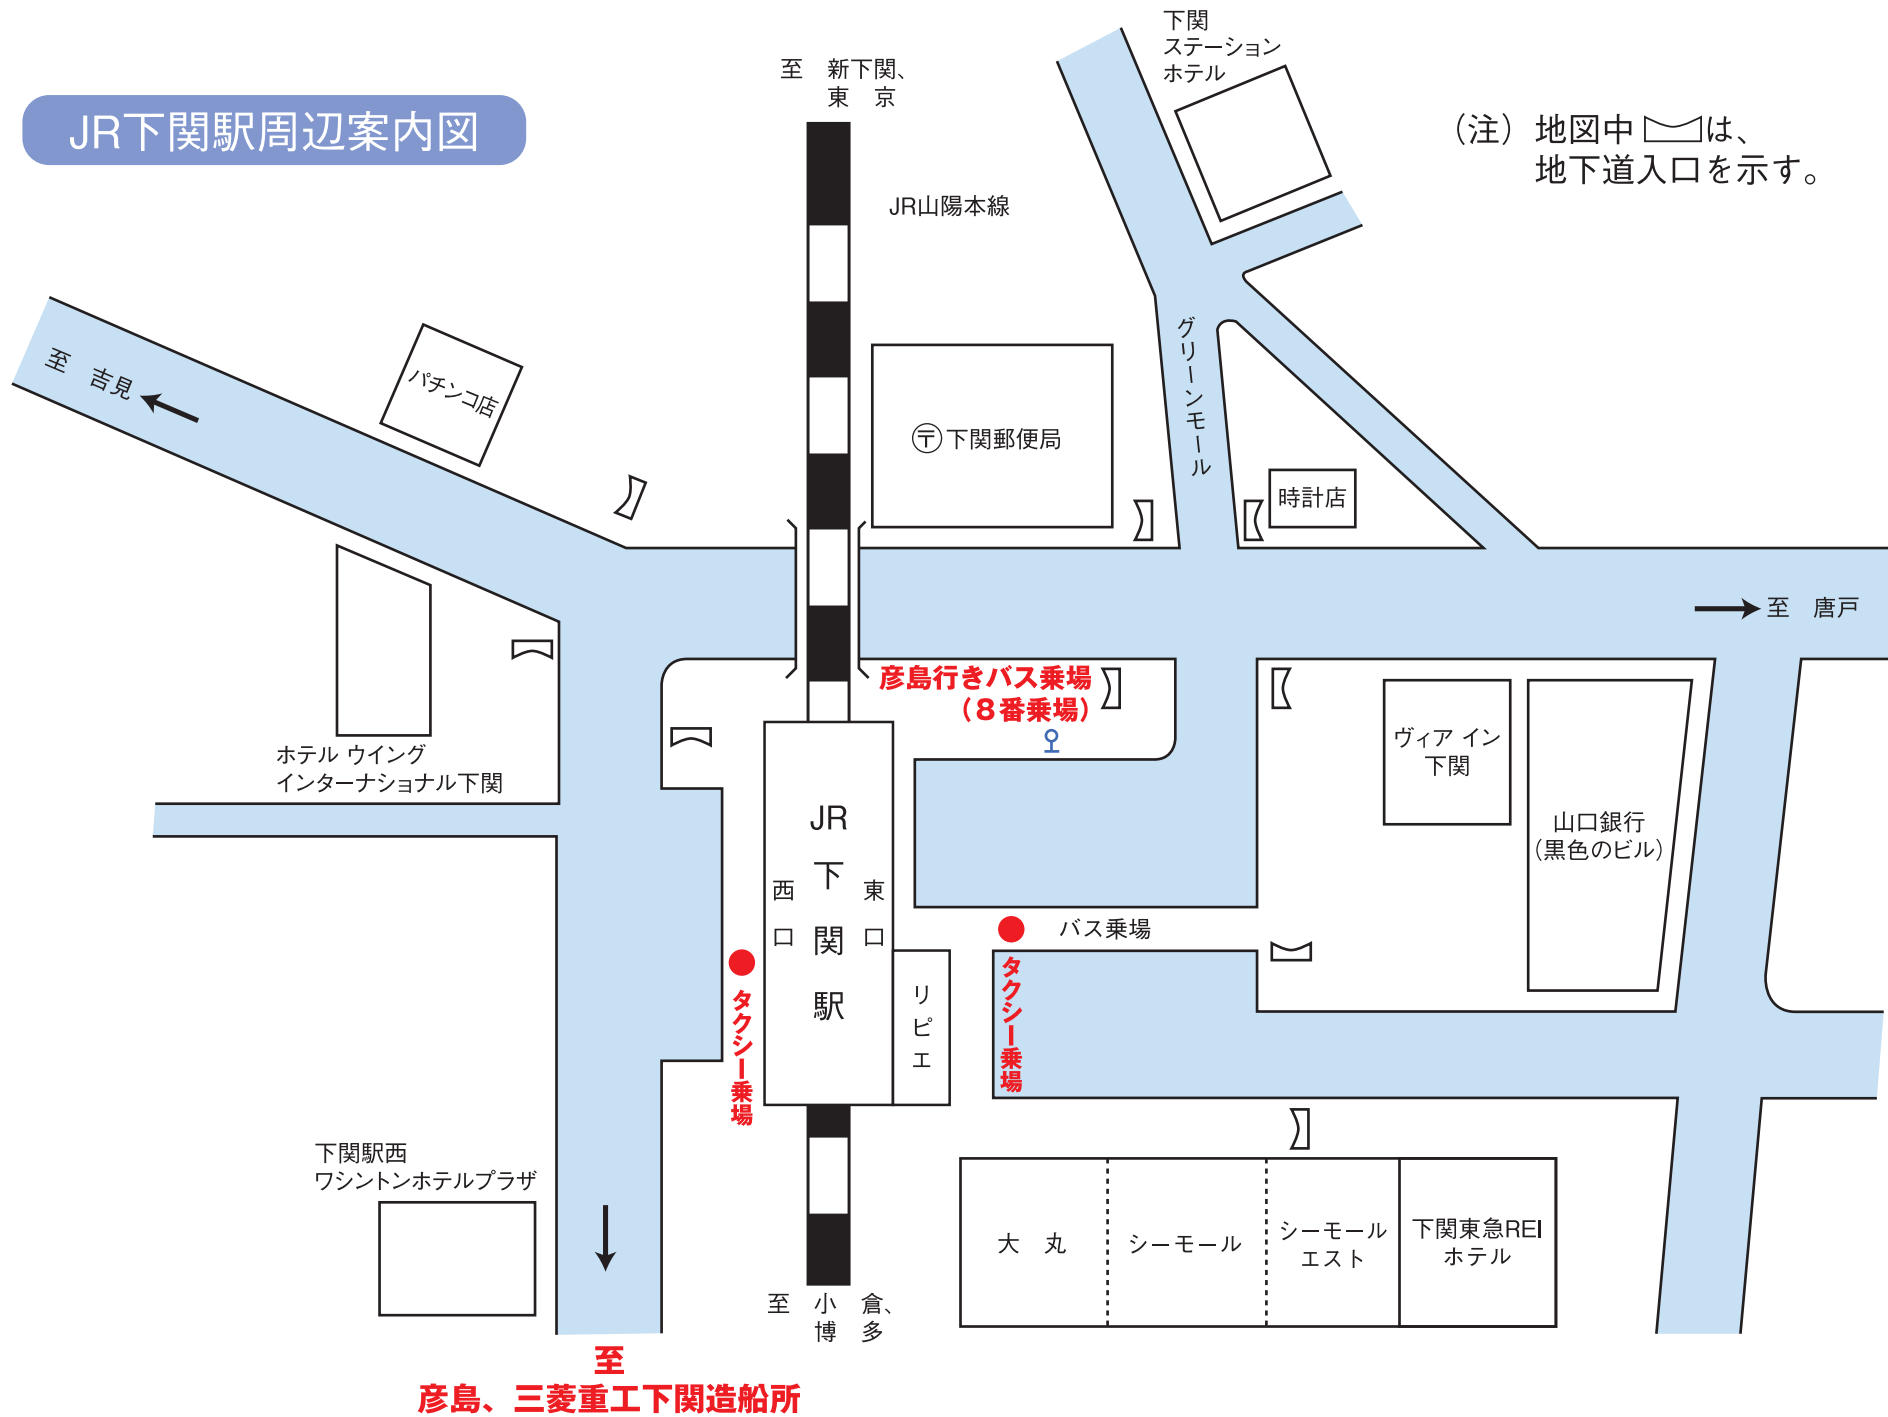 JR下関駅周辺案内図
至 新下関、
東 京
下関
ステーション
ホテル
(注) 地図中 は、
地下道入口を示す。
JR山陽本線
至 吉見
パチンコ店
〒下関郵便局
グリーンモール
時計店
至 唐戸
彦島行きバス乗場
(8番乗場)
ホテル ウイング
インターナショナル下関
ヴィア イン
下関
山口銀行
(黒色のビル)
JR下関駅
西口
東口
リピエ
バス乗場
タクシー乗場
タクシー乗場
下関駅西
ワシントンホテルプラザ
大 丸
シーモール
シーモール
エスト
下関東急REI
ホテル
至 小 倉、
博 多
至
彦島、三菱重工下関造船所